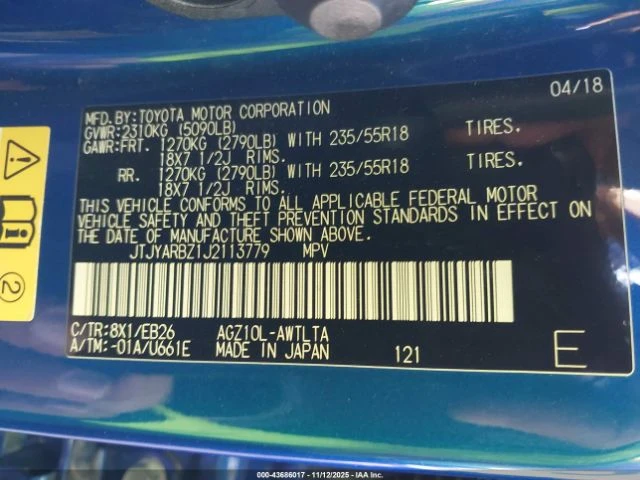 04/18
MFD.BY:TOYOTA MOTOR CORPORATION
GVWR:2310KG (5090LB)
GAWR:FRT. 1270KG (2790LB) WITH 235/55R18 TIRES.
18X7 1/2J RIMS.
RR. 1270KG (2790LB) WITH 235/55R18 TIRES.
18X7 1/2J RIMS.
THIS VEHICLE CONFORMS TO ALL APPLICABLE FEDERAL MOTOR
VEHICLE SAFETY AND THEFT PREVENTION STANDARDS IN EFFECT ON
THE DATE OF MANUFACTURE SHOWN ABOVE.
JTJYARBZ1J2113779 MPV
C/TR:8X1/EB26 AGZ10L-AWTLTA
A/TM:-01A/U661E MADE IN JAPAN 121 E
2
000-43686017 - 11/12/2025 - IAA Inc.